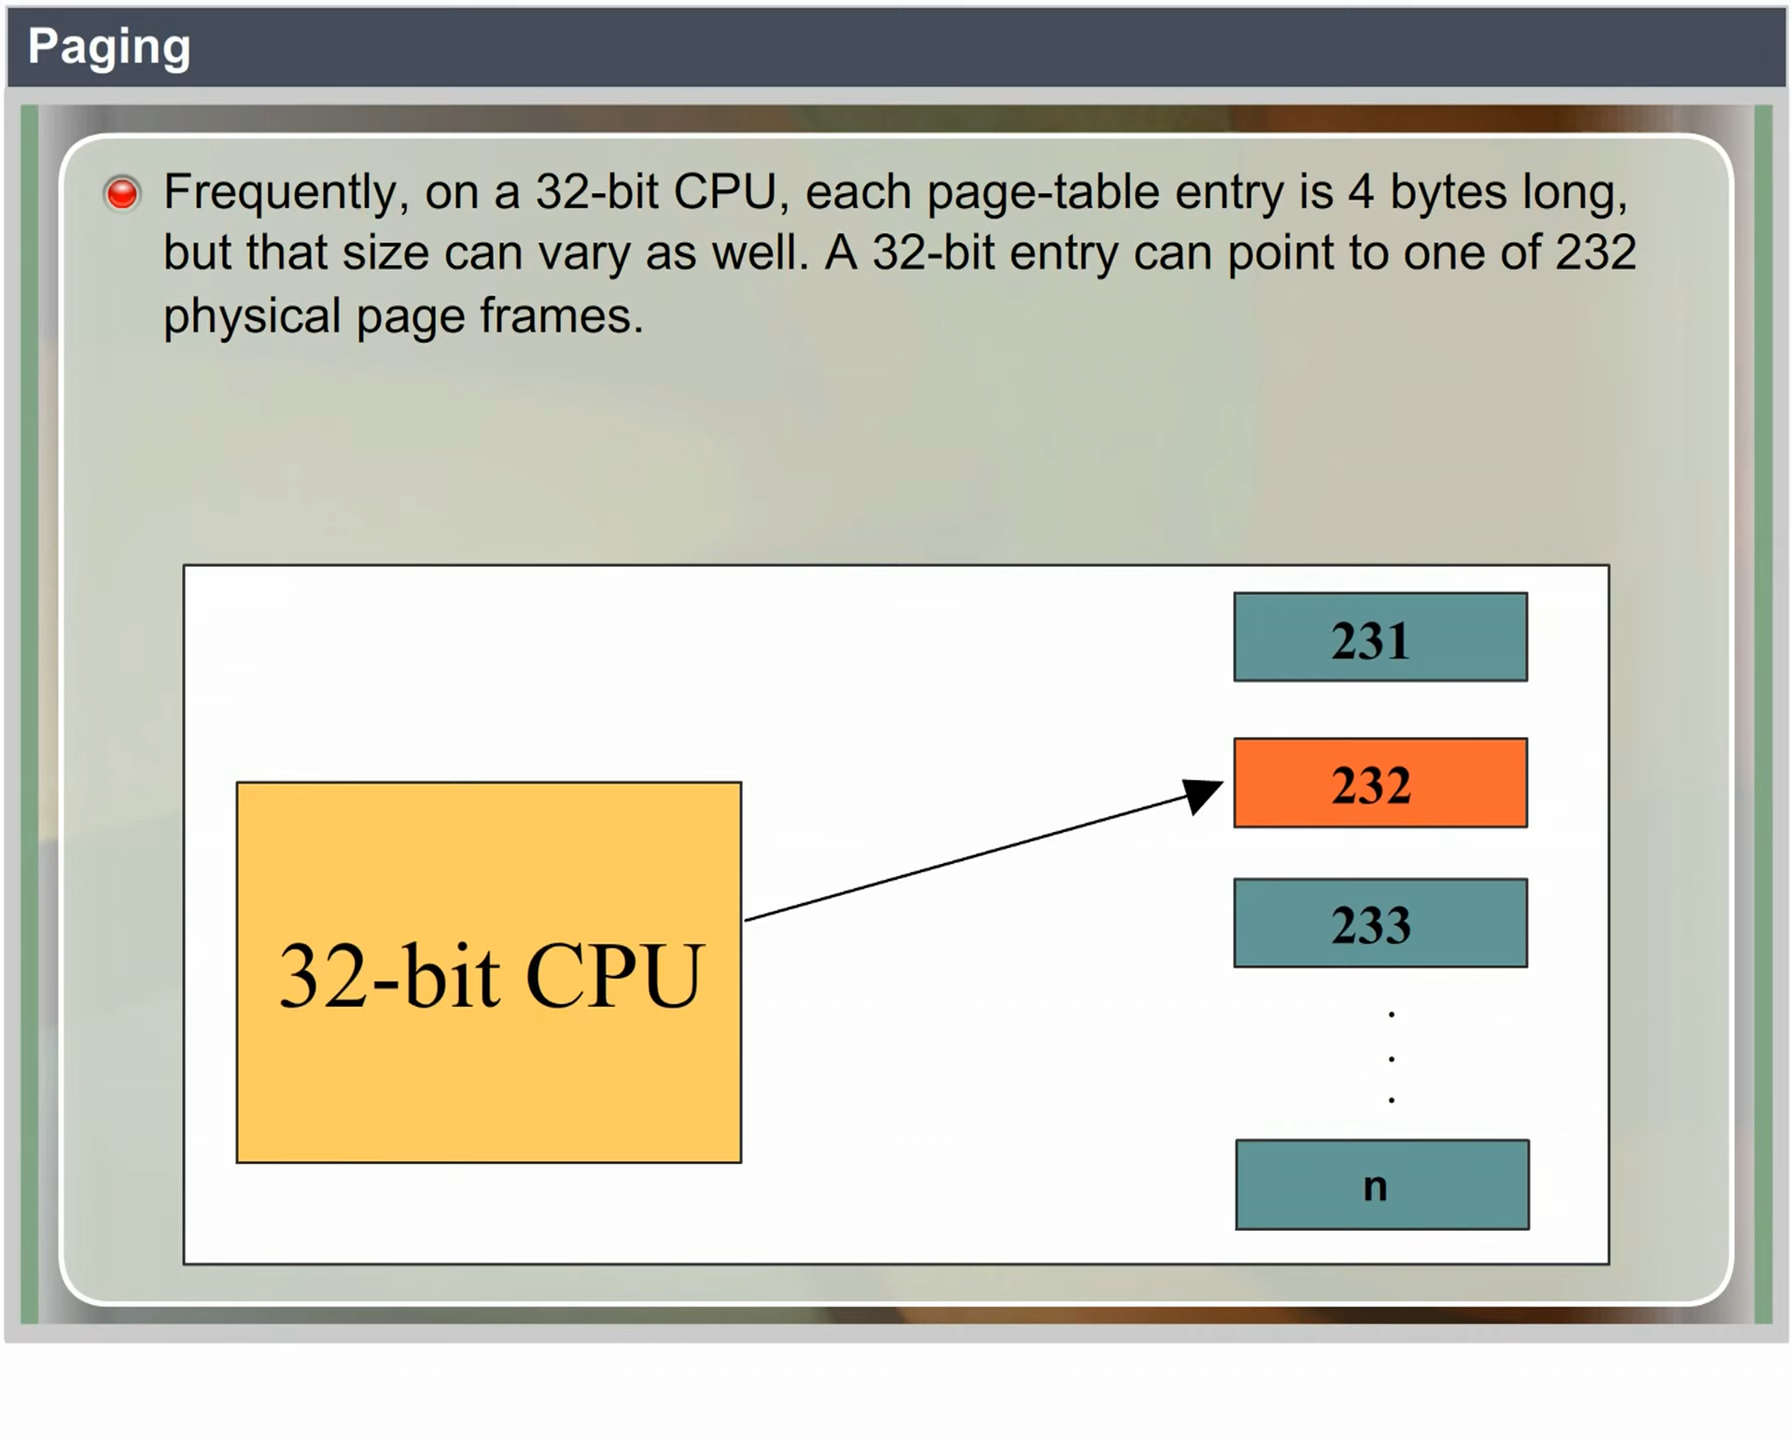 Paging
Frequently, on a 32-bit CPU, each page-table entry is 4 bytes long,
but that size can vary as well. A 32-bit entry can point to one of 232
physical page frames.
231
232
32-bit CPU
233
.
.
.
n